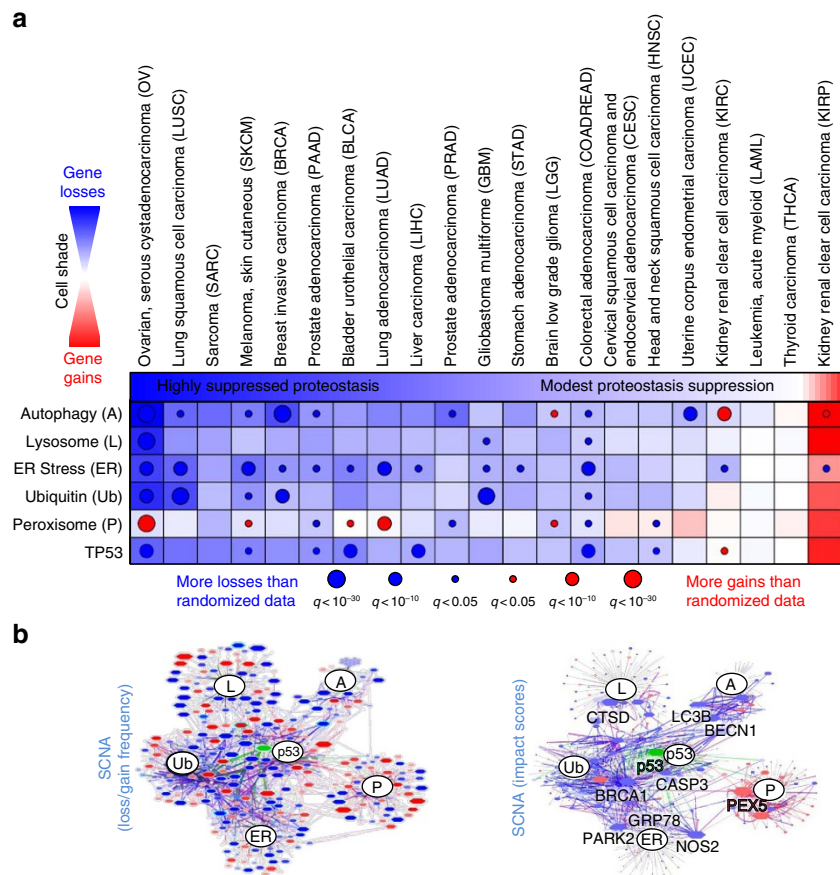 a
Ovarian, serous cystadenocarcinoma (OV)
Lung squamous cell carcinoma (LUSC)
Sarcoma (SARC)
Melanoma, skin cutaneous (SKCM)
Breast invasive carcinoma (BRCA)
Prostate adenocarcinoma (PAAD)
Bladder urothelial carcinoma (BLCA)
Lung adenocarcinoma (LUAD)
Liver carcinoma (LIHC)
Prostate adenocarcinoma (PRAD)
Gliobastoma multiforme (GBM)
Stomach adenocarcinoma (STAD)
Brain low grade glioma (LGG)
Colorectal adenocarcinoma (COADREAD)
Cervical squamous cell carcinoma and
endocervical adenocarcinoma (CESC)
Head and neck squamous cell carcinoma (HNSC)
Uterine corpus endometrial carcinoma (UCEC)
Kidney renal clear cell carcinoma (KIRC)
Leukemia, acute myeloid (LAML)
Thyroid carcinoma (THCA)
Kidney renal clear cell carcinoma (KIRP)
Gene
losses
Cell shade
Gene
gains
Highly suppressed proteostasis
Modest proteostasis suppression
Autophagy (A)
Lysosome (L)
ER Stress (ER)
Ubiquitin (Ub)
Peroxisome (P)
TP53
More losses than
randomized data
q < 10⁻³⁰
q < 10⁻¹⁰
q < 0.05
q < 0.05
q < 10⁻¹⁰
q < 10⁻³⁰
More gains than
randomized data
b
SCNA
(loss/gain frequency)
L
A
Ub
p53
P
ER
SCNA (impact scores)
L
A
CTSD
LC3B
BECN1
p53
p53
Ub
CASP3
P
BRCA1
PEX5
GRP78
PARK2
ER
NOS2